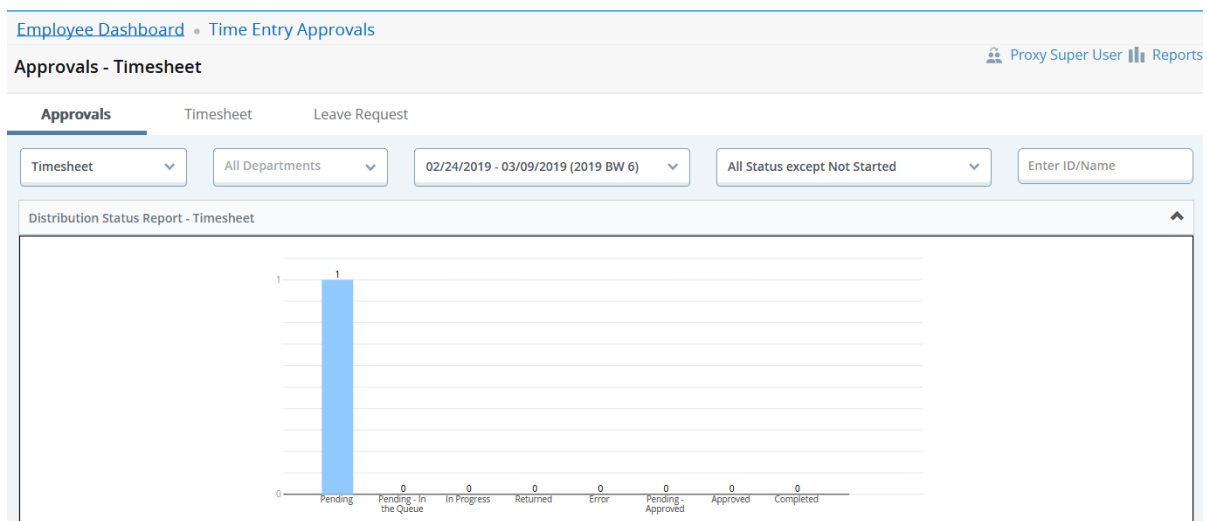 Employee Dashboard • Time Entry Approvals
Approvals - Timesheet
Proxy Super User Reports
Approvals Timesheet Leave Request
Timesheet All Departments 02/24/2019 - 03/09/2019 (2019 BW 6) All Status except Not Started Enter ID/Name
Distribution Status Report - Timesheet
1
1
0
0 0 0 0 0 0 0
Pending Pending - In the Queue In Progress Returned Error Pending - Approved Approved Completed